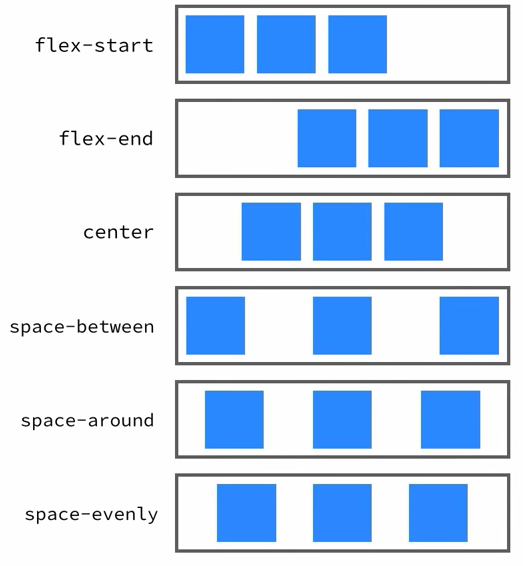 flex-start
flex-end
center
space-between
space-around
space-evenly